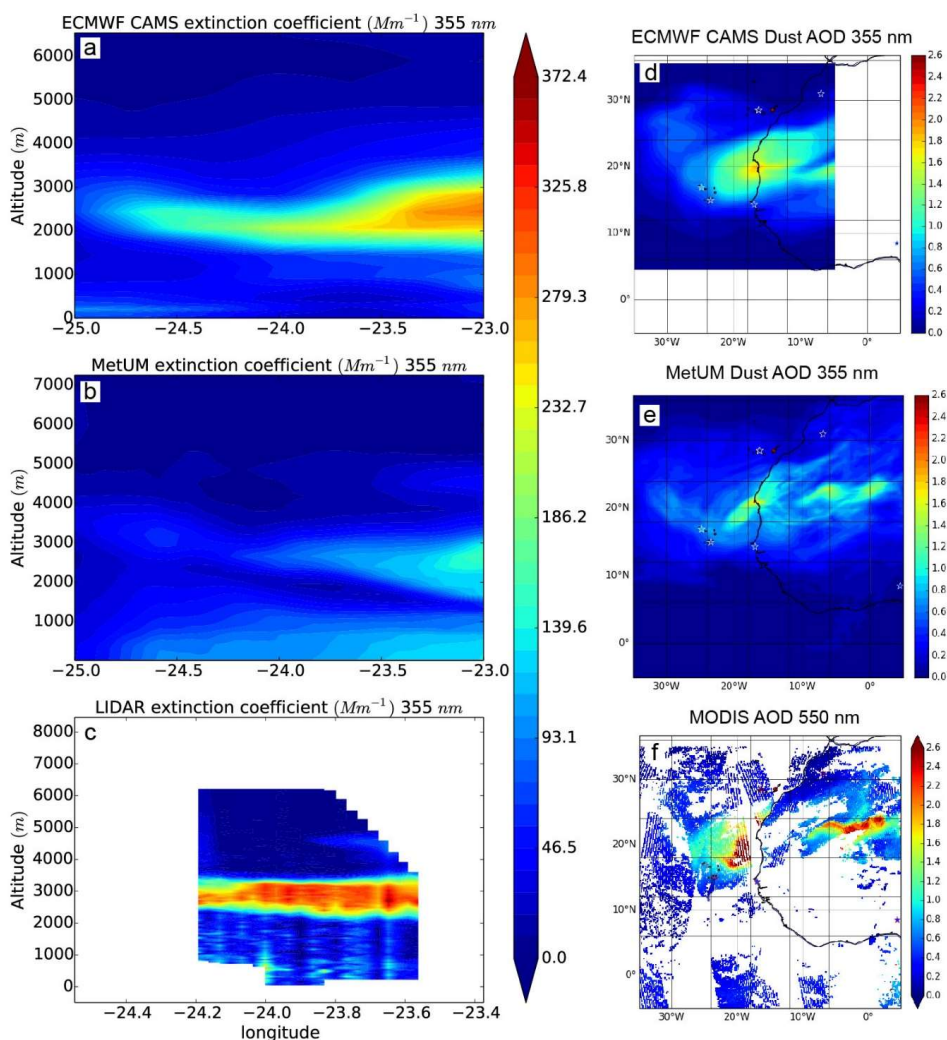 ECMWF CAMS extinction coefficient (Mm⁻¹) 355 nm
a
Altitude (m)
6000
5000
4000
3000
2000
1000
0
−25.0 −24.5 −24.0 −23.5 −23.0
MetUM extinction coefficient (Mm⁻¹) 355 nm
b
Altitude (m)
7000
6000
5000
4000
3000
2000
1000
−25.0 −24.5 −24.0 −23.5 −23.0
LIDAR extinction coefficient (Mm⁻¹) 355 nm
c
Altitude (m)
8000
7000
6000
5000
4000
3000
2000
1000
0
−24.4 −24.2 −24.0 −23.8 −23.6 −23.4
longitude
372.4
325.8
279.3
232.7
186.2
139.6
93.1
46.5
0.0
ECMWF CAMS Dust AOD 355 nm
d
30°N
20°N
10°N
0°
30°W 20°W 10°W 0°
2.6
2.4
2.2
2.0
1.8
1.6
1.4
1.2
1.0
0.8
0.6
0.4
0.2
0.0
MetUM Dust AOD 355 nm
e
30°N
20°N
10°N
0°
30°W 20°W 10°W 0°
2.6
2.4
2.2
2.0
1.8
1.6
1.4
1.2
1.0
0.8
0.6
0.4
0.2
0.0
MODIS AOD 550 nm
f
30°N
20°N
10°N
0°
30°W 20°W 10°W 0°
2.6
2.4
2.2
2.0
1.8
1.6
1.4
1.2
1.0
0.8
0.6
0.4
0.2
0.0